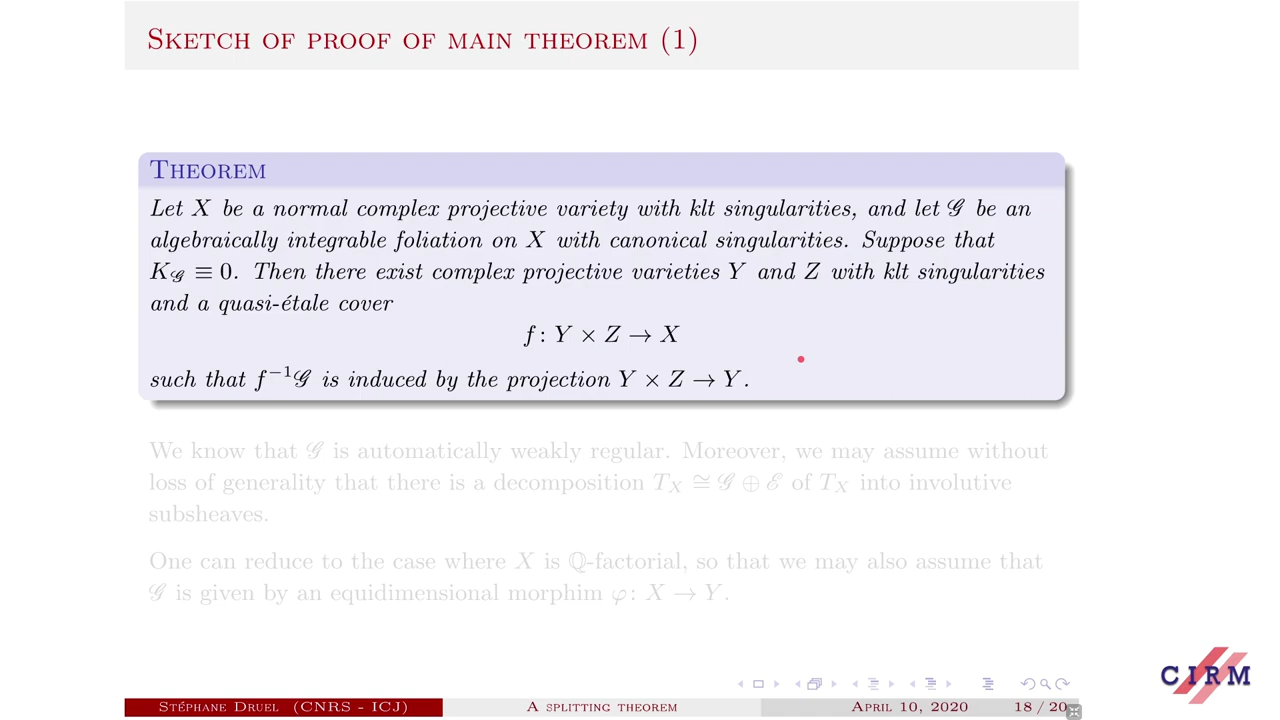 Sketch of proof of main theorem (1)
Theorem
Let X be a normal complex projective variety with klt singularities, and let 𝒢 be an
algebraically integrable foliation on X with canonical singularities. Suppose that
K𝒢 ≡ 0. Then there exist complex projective varieties Y and Z with klt singularities
and a quasi-étale cover
f : Y × Z → X
such that f⁻¹𝒢 is induced by the projection Y × Z → Y.
We know that 𝒢 is automatically weakly regular. Moreover, we may assume without
loss of generality that there is a decomposition T_X ≅ 𝒢 ⊕ ℰ of T_X into involutive
subsheaves.
One can reduce to the case where X is ℚ-factorial, so that we may also assume that
𝒢 is given by an equidimensional morphim φ : X → Y.
CIRM
Stéphane Druel (CNRS - ICJ) A splitting theorem April 10, 2020 18 / 20